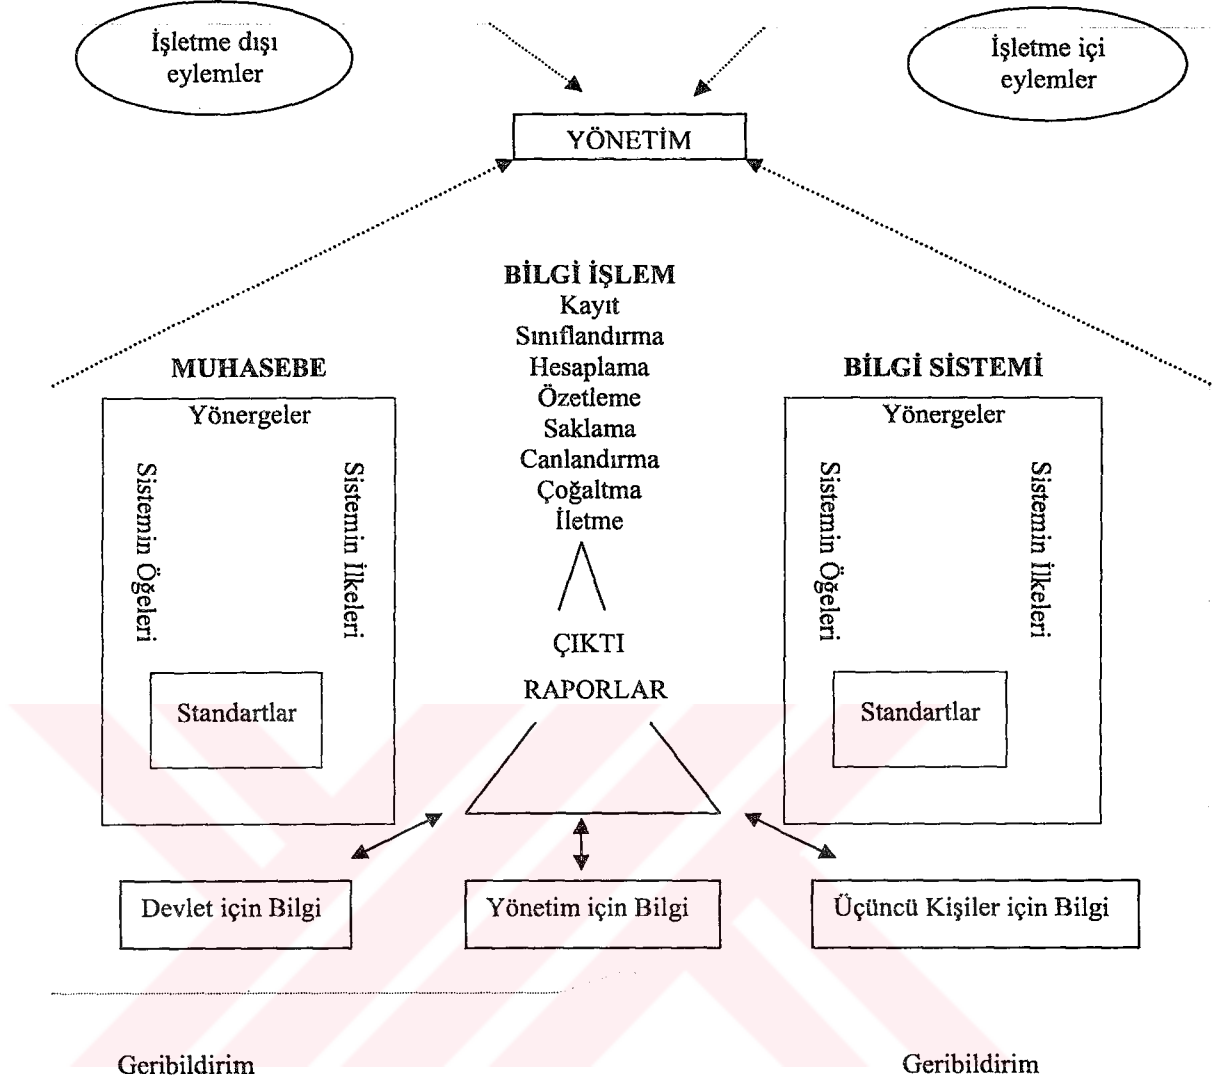 İşletme dışı
eylemler
İşletme içi
eylemler
YÖNETİM
BİLGİ İŞLEM
Kayıt
Sınıflandırma
Hesaplama
Özetleme
Saklama
Canlandırma
Çoğaltma
İletme
MUHASEBE
Yönergeler
Sistemin Öğeleri
Sistemin İlkeleri
Standartlar
BİLGİ SİSTEMİ
Yönergeler
Sistemin Öğeleri
Sistemin İlkeleri
Standartlar
ÇIKTI
RAPORLAR
Devlet için Bilgi
Yönetim için Bilgi
Üçüncü Kişiler için Bilgi
Geribildirim
Geribildirim